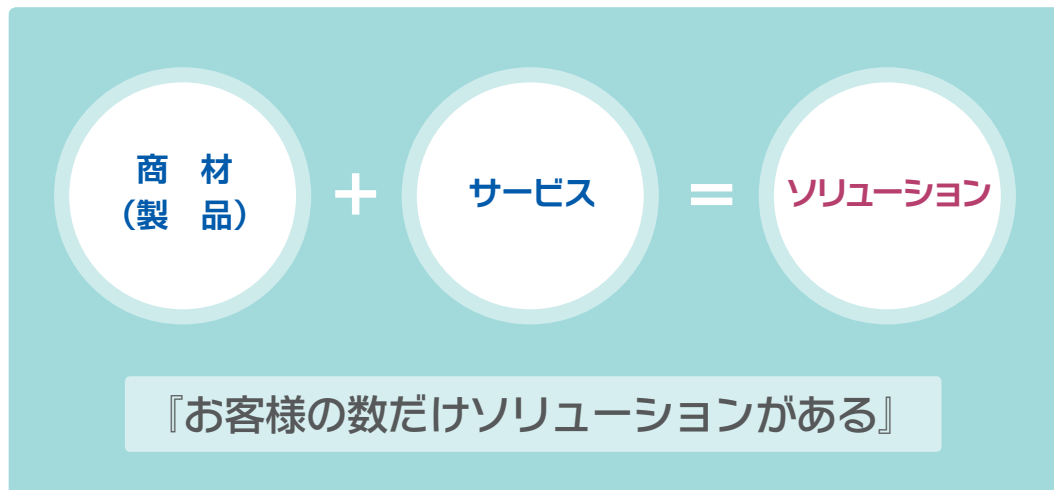 商　材
（製　品）
＋
サービス
＝
ソリューション
『お客様の数だけソリューションがある』